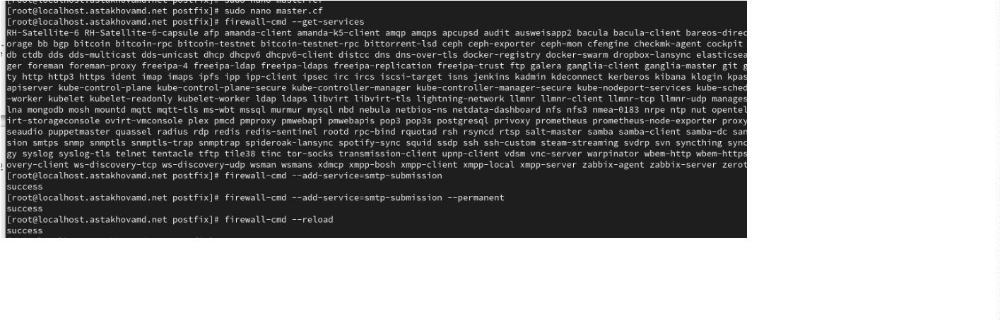 [root@localhost.astakhovamd.net postfix]# sudo nano master.cf
[root@localhost.astakhovamd.net postfix]# sudo nano master.cf
[root@localhost.astakhovamd.net postfix]# firewall-cmd --get-services
RH-Satellite-6 RH-Satellite-6-capsule afp amanda-client amanda-k5-client amqp amqps apcupsd audit ausweisapp2 bacula bacula-client bareos-direc
orage bb bgp bitcoin bitcoin-rpc bitcoin-testnet bitcoin-testnet-rpc bittorrent-lsd ceph ceph-exporter ceph-mon cfengine checkmk-agent cockpit
db ctdb dds dds-multicast dds-unicast dhcp dhcpv6 dhcpv6-client distcc dns dns-over-tls docker-registry docker-swarm dropbox-lansync elasticsea
ger foreman foreman-proxy freeipa-4 freeipa-ldap freeipa-ldaps freeipa-replication freeipa-trust ftp galera ganglia-client ganglia-master git g
ty http http3 https ident imap imaps ipfs ipp ipp-client ipsec irc ircs iscsi-target isns jenkins kadmin kdeconnect kerberos kibana klogin kpas
apiserver kube-control-plane kube-control-plane-secure kube-controller-manager kube-controller-manager-secure kube-nodeport-services kube-sched
-worker kubelet kubelet-readonly kubelet-worker ldap ldaps libvirt libvirt-tls lightning-network llmnr llmnr-client llmnr-tcp llmnr-udp manages
lna mongodb mosh mountd mqtt mqtt-tls ms-wbt mssql murmur mysql nbd nebula netbios-ns netdata-dashboard nfs nfs3 nmea-0183 nrpe ntp nut opentel
irt-storageconsole ovirt-vmconsole plex pmcd pmproxy pmwebapi pmwebapis pop3 pop3s postgresql privoxy prometheus prometheus-node-exporter proxy
seaudio puppetmaster quassel radius rdp redis redis-sentinel rootd rpc-bind rquotad rsh rsyncd rtsp salt-master samba samba-client samba-dc san
sion smtps snmp snmptls snmptls-trap snmptrap spideroak-lansync spotify-sync squid ssdp ssh ssh-custom steam-streaming svdrp svn syncthing sync
gy syslog syslog-tls telnet tentacle tftp tile38 tinc tor-socks transmission-client upnp-client vdsm vnc-server warpinator wbem-http wbem-https
overy-client ws-discovery-tcp ws-discovery-udp wsman wsmans xdmcp xmpp-bosh xmpp-client xmpp-local xmpp-server zabbix-agent zabbix-server zerot
[root@localhost.astakhovamd.net postfix]# firewall-cmd --add-service=smtp-submission
success
[root@localhost.astakhovamd.net postfix]# firewall-cmd --add-service=smtp-submission --permanent
success
[root@localhost.astakhovamd.net postfix]# firewall-cmd --reload
success